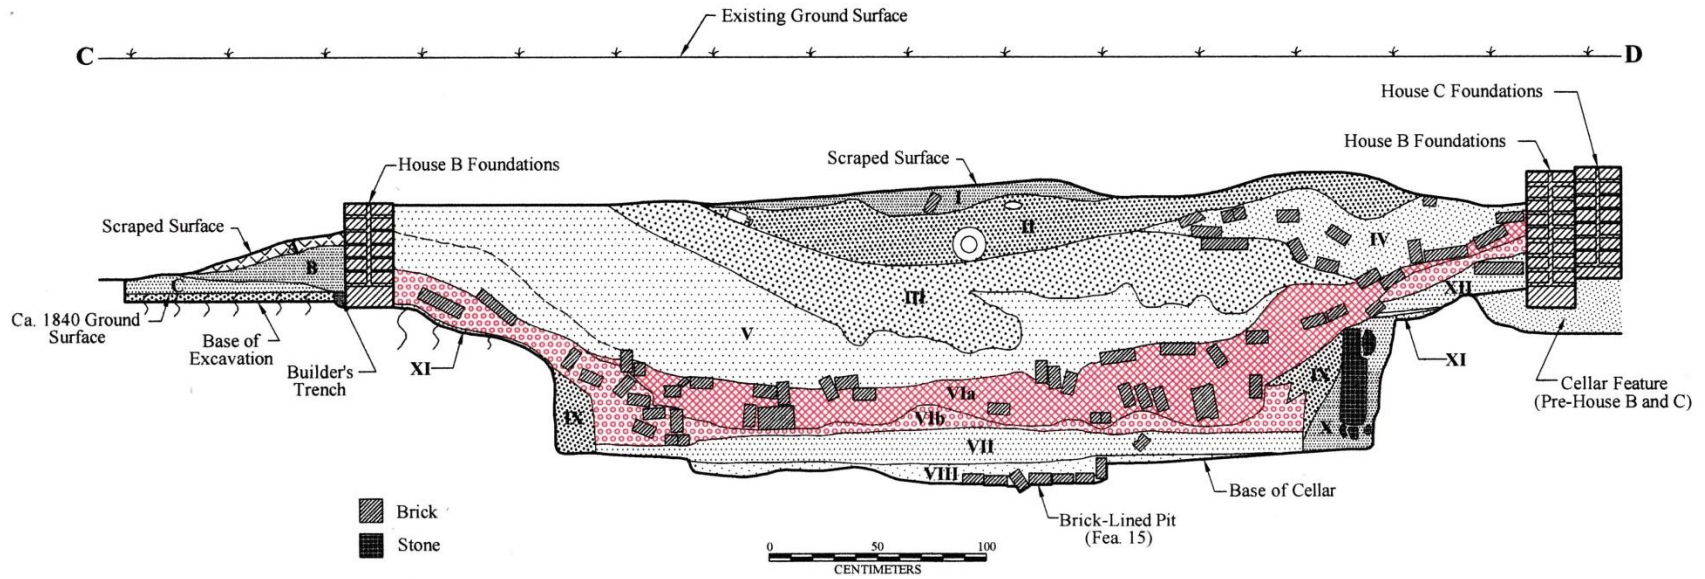 Existing Ground Surface
C
D
House C Foundations
House B Foundations
Scraped Surface
House B Foundations
Scraped Surface
I
II
IV
A
B
C
III
XII
Ca. 1840 Ground
Surface
Base of
Excavation
Builder's
Trench
XI
V
XI
Cellar Feature
(Pre-House B and C)
VIa
IX
IX
VIb
X
VII
VIII
Base of Cellar
Brick-Lined Pit
(Fea. 15)
Brick
Stone
0 50 100
CENTIMETERS